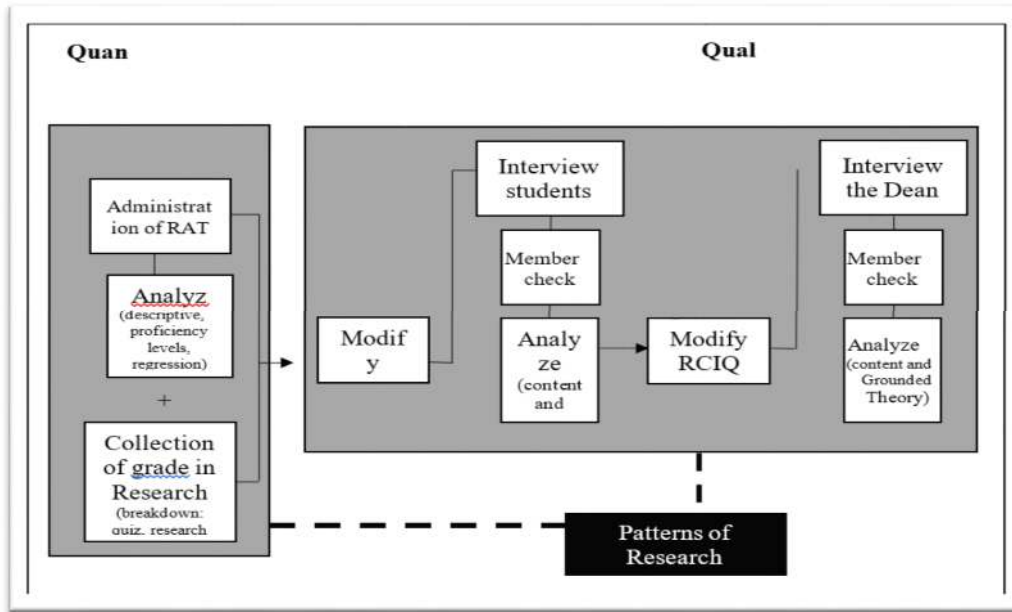 Quan
Qual
Administrat
ion of RAT
Analyz
(descriptive,
proficiency
levels,
regression)
+
Collection
of grade in
Research
(breakdown:
quiz, research
Modif
y
Interview
students
Member
check
Analy
ze
(content
and
Modify
RCIQ
Interview
the Dean
Member
check
Analyze
(content and
Grounded
Theory)
Patterns of
Research